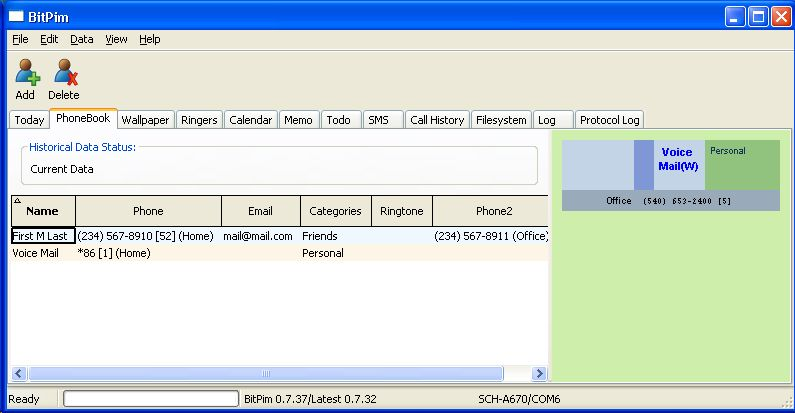 BitPim
File Edit Data View Help
Add Delete
Today PhoneBook Wallpaper Ringers Calendar Memo Todo SMS Call History Filesystem Log Protocol Log
Historical Data Status:
Current Data
Name Phone Email Categories Ringtone Phone2
First M Last (234) 567-8910 [52] (Home) mail@mail.com Friends (234) 567-8911 (Office)
Voice Mail *86 [1] (Home) Personal
Voice Personal
Mail(W)
Office (540) 653-2400 [5]
Ready BitPim 0.7.37/Latest 0.7.32 SCH-A670/COM6